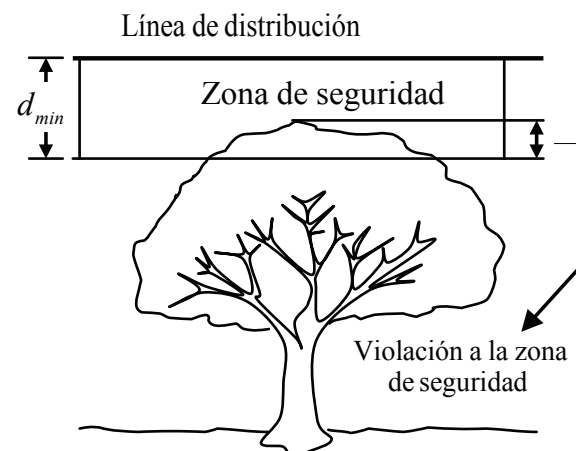 Línea de distribución
Zona de seguridad
d_min
Violación a la zona
de seguridad